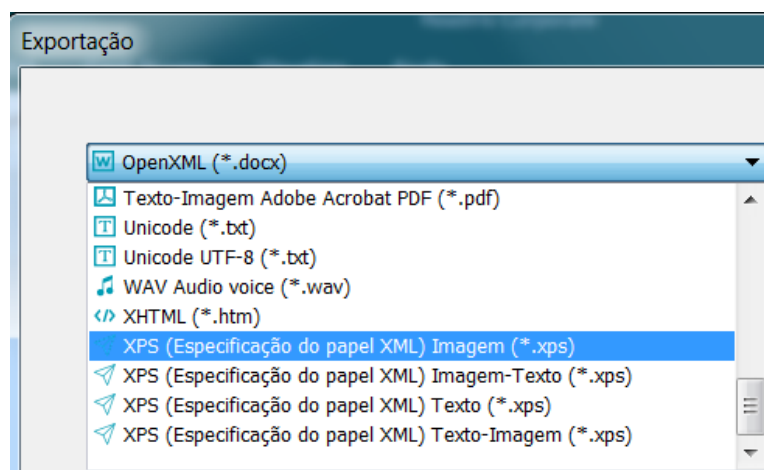 Exportação
OpenXML (*.docx)
Texto-Imagem Adobe Acrobat PDF (*.pdf)
Unicode (*.txt)
Unicode UTF-8 (*.txt)
WAV Audio voice (*.wav)
XHTML (*.htm)
XPS (Especificação do papel XML) Imagem (*.xps)
XPS (Especificação do papel XML) Imagem-Texto (*.xps)
XPS (Especificação do papel XML) Texto (*.xps)
XPS (Especificação do papel XML) Texto-Imagem (*.xps)